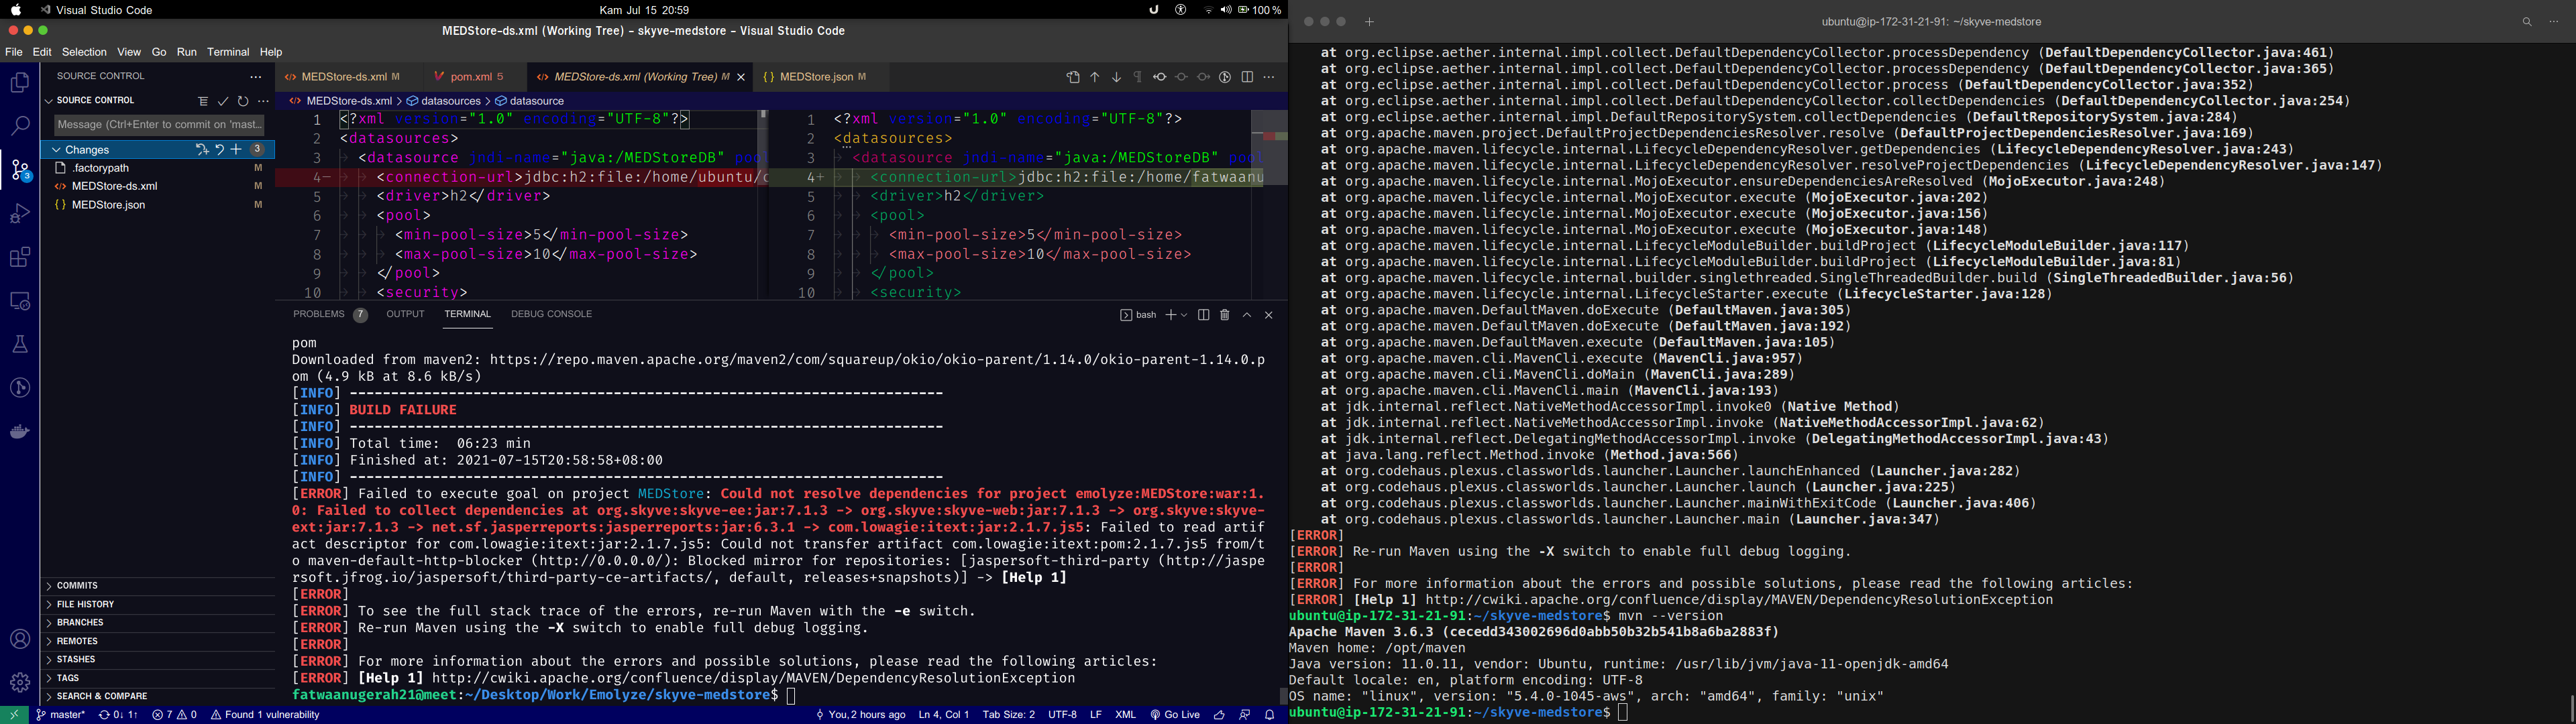 Visual Studio Code
Kam Jul 15 20:59
100 %
MEDStore-ds.xml (Working Tree) - skyve-medstore - Visual Studio Code
File Edit Selection View Go Run Terminal Help
SOURCE CONTROL
SOURCE CONTROL
Message (Ctrl+Enter to commit on 'mast...
Changes 3
.factorypath M
MEDStore-ds.xml M
MEDStore.json M
3
COMMITS
FILE HISTORY
BRANCHES
REMOTES
STASHES
TAGS
SEARCH & COMPARE
MEDStore-ds.xml M
pom.xml 5
MEDStore-ds.xml (Working Tree) M
MEDStore.json M
MEDStore-ds.xml > datasources > datasource
1 <?xml version="1.0" encoding="UTF-8"?>
2 <datasources>
3 <datasource jndi-name="java:/MEDStoreDB" poo
4- <connection-url>jdbc:h2:file:/home/ubuntu/
5 <driver>h2</driver>
6 <pool>
7 <min-pool-size>5</min-pool-size>
8 <max-pool-size>10</max-pool-size>
9 </pool>
10 <security>
1 <?xml version="1.0" encoding="UTF-8"?>
2 <datasources>
3 <datasource jndi-name="java:/MEDStoreDB" pool
4+ <connection-url>jdbc:h2:file:/home/fatwaanu
5 <driver>h2</driver>
6 <pool>
7 <min-pool-size>5</min-pool-size>
8 <max-pool-size>10</max-pool-size>
9 </pool>
10 <security>
PROBLEMS 7 OUTPUT TERMINAL DEBUG CONSOLE
bash
pom
Downloaded from maven2: https://repo.maven.apache.org/maven2/com/squareup/okio/okio-parent/1.14.0/okio-parent-1.14.0.p
om (4.9 kB at 8.6 kB/s)
[INFO] ------------------------------------------------------------------------
[INFO] BUILD FAILURE
[INFO] ------------------------------------------------------------------------
[INFO] Total time:  06:23 min
[INFO] Finished at: 2021-07-15T20:58:58+08:00
[INFO] ------------------------------------------------------------------------
[ERROR] Failed to execute goal on project MEDStore: Could not resolve dependencies for project emolyze:MEDStore:war:1.
0: Failed to collect dependencies at org.skyve:skyve-ee:jar:7.1.3 -> org.skyve:skyve-web:jar:7.1.3 -> org.skyve:skyve-
ext:jar:7.1.3 -> net.sf.jasperreports:jasperreports:jar:6.3.1 -> com.lowagie:itext:jar:2.1.7.js5: Failed to read artif
act descriptor for com.lowagie:itext:jar:2.1.7.js5: Could not transfer artifact com.lowagie:itext:pom:2.1.7.js5 from/t
o maven-default-http-blocker (http://0.0.0.0/): Blocked mirror for repositories: [jaspersoft-third-party (http://jaspe
rsoft.jfrog.io/jaspersoft/third-party-ce-artifacts/, default, releases+snapshots)] -> [Help 1]
[ERROR]
[ERROR] To see the full stack trace of the errors, re-run Maven with the -e switch.
[ERROR] Re-run Maven using the -X switch to enable full debug logging.
[ERROR]
[ERROR] For more information about the errors and possible solutions, please read the following articles:
[ERROR] [Help 1] http://cwiki.apache.org/confluence/display/MAVEN/DependencyResolutionException
fatwaanugerah21@meet:~/Desktop/Work/Emolyze/skyve-medstore$
master* 0↓ 1↑ 7 0 Found 1 vulnerability
You, 2 hours ago Ln 4, Col 1 Tab Size: 2 UTF-8 LF XML Go Live
ubuntu@ip-172-31-21-91: ~/skyve-medstore
at org.eclipse.aether.internal.impl.collect.DefaultDependencyCollector.processDependency (DefaultDependencyCollector.java:461)
at org.eclipse.aether.internal.impl.collect.DefaultDependencyCollector.processDependency (DefaultDependencyCollector.java:365)
at org.eclipse.aether.internal.impl.collect.DefaultDependencyCollector.process (DefaultDependencyCollector.java:352)
at org.eclipse.aether.internal.impl.collect.DefaultDependencyCollector.collectDependencies (DefaultDependencyCollector.java:254)
at org.eclipse.aether.internal.impl.DefaultRepositorySystem.collectDependencies (DefaultRepositorySystem.java:284)
at org.apache.maven.project.DefaultProjectDependenciesResolver.resolve (DefaultProjectDependenciesResolver.java:169)
at org.apache.maven.lifecycle.internal.LifecycleDependencyResolver.getDependencies (LifecycleDependencyResolver.java:243)
at org.apache.maven.lifecycle.internal.LifecycleDependencyResolver.resolveProjectDependencies (LifecycleDependencyResolver.java:147)
at org.apache.maven.lifecycle.internal.MojoExecutor.ensureDependenciesAreResolved (MojoExecutor.java:248)
at org.apache.maven.lifecycle.internal.MojoExecutor.execute (MojoExecutor.java:202)
at org.apache.maven.lifecycle.internal.MojoExecutor.execute (MojoExecutor.java:156)
at org.apache.maven.lifecycle.internal.MojoExecutor.execute (MojoExecutor.java:148)
at org.apache.maven.lifecycle.internal.LifecycleModuleBuilder.buildProject (LifecycleModuleBuilder.java:117)
at org.apache.maven.lifecycle.internal.LifecycleModuleBuilder.buildProject (LifecycleModuleBuilder.java:81)
at org.apache.maven.lifecycle.internal.builder.singlethreaded.SingleThreadedBuilder.build (SingleThreadedBuilder.java:56)
at org.apache.maven.lifecycle.internal.LifecycleStarter.execute (LifecycleStarter.java:128)
at org.apache.maven.DefaultMaven.doExecute (DefaultMaven.java:305)
at org.apache.maven.DefaultMaven.doExecute (DefaultMaven.java:192)
at org.apache.maven.DefaultMaven.execute (DefaultMaven.java:105)
at org.apache.maven.cli.MavenCli.execute (MavenCli.java:957)
at org.apache.maven.cli.MavenCli.doMain (MavenCli.java:289)
at org.apache.maven.cli.MavenCli.main (MavenCli.java:193)
at jdk.internal.reflect.NativeMethodAccessorImpl.invoke0 (Native Method)
at jdk.internal.reflect.NativeMethodAccessorImpl.invoke (NativeMethodAccessorImpl.java:62)
at jdk.internal.reflect.DelegatingMethodAccessorImpl.invoke (DelegatingMethodAccessorImpl.java:43)
at java.lang.reflect.Method.invoke (Method.java:566)
at org.codehaus.plexus.classworlds.launcher.Launcher.launchEnhanced (Launcher.java:282)
at org.codehaus.plexus.classworlds.launcher.Launcher.launch (Launcher.java:225)
at org.codehaus.plexus.classworlds.launcher.Launcher.mainWithExitCode (Launcher.java:406)
at org.codehaus.plexus.classworlds.launcher.Launcher.main (Launcher.java:347)
[ERROR]
[ERROR] Re-run Maven using the -X switch to enable full debug logging.
[ERROR]
[ERROR] For more information about the errors and possible solutions, please read the following articles:
[ERROR] [Help 1] http://cwiki.apache.org/confluence/display/MAVEN/DependencyResolutionException
ubuntu@ip-172-31-21-91:~/skyve-medstore$ mvn --version
Apache Maven 3.6.3 (cecedd343002696d0abb50b32b541b8a6ba2883f)
Maven home: /opt/maven
Java version: 11.0.11, vendor: Ubuntu, runtime: /usr/lib/jvm/java-11-openjdk-amd64
Default locale: en, platform encoding: UTF-8
OS name: "linux", version: "5.4.0-1045-aws", arch: "amd64", family: "unix"
ubuntu@ip-172-31-21-91:~/skyve-medstore$